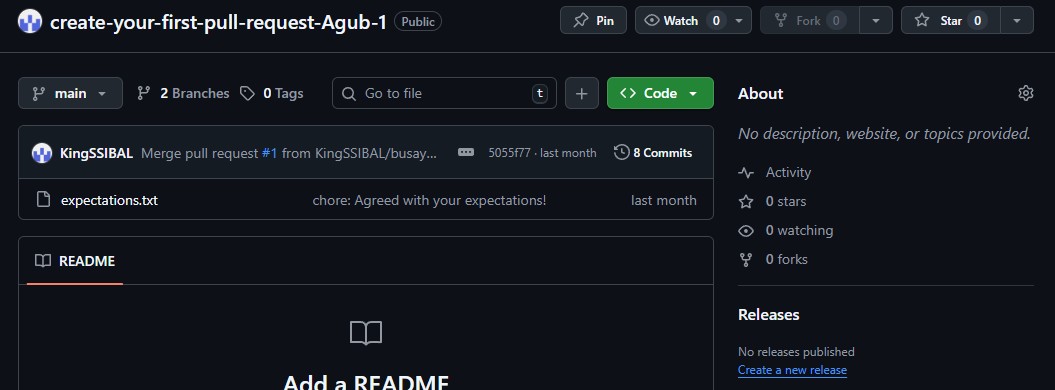 create-your-first-pull-request-Agub-1 Public
Pin Watch 0 Fork 0 Star 0
main 2 Branches 0 Tags Go to file t Code
KingSSIBAL Merge pull request #1 from KingSSIBAL/busay... 5055f77 · last month 8 Commits
expectations.txt chore: Agreed with your expectations! last month
README
Add a README
About
No description, website, or topics provided.
Activity
0 stars
0 watching
0 forks
Releases
No releases published
Create a new release